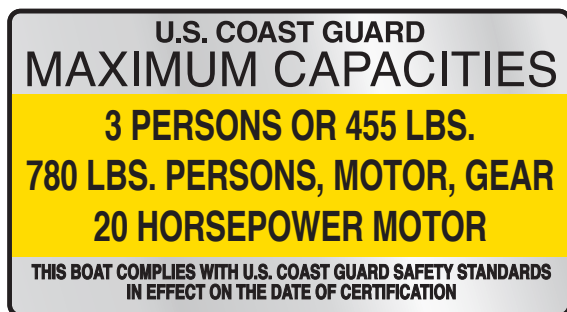 U.S. COAST GUARD
MAXIMUM CAPACITIES
3 PERSONS OR 455 LBS.
780 LBS. PERSONS, MOTOR, GEAR
20 HORSEPOWER MOTOR
THIS BOAT COMPLIES WITH U.S. COAST GUARD SAFETY STANDARDS
IN EFFECT ON THE DATE OF CERTIFICATION